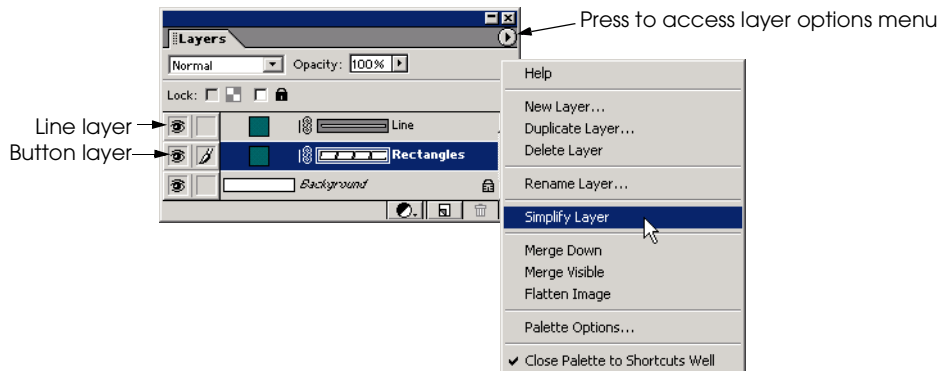 Press to access layer options menu
Layers
Normal
Opacity: 100%
Lock:
Line layer
Line
Button layer
Rectangles
Background
Help
New Layer...
Duplicate Layer...
Delete Layer
Rename Layer...
Simplify Layer
Merge Down
Merge Visible
Flatten Image
Palette Options...
Close Palette to Shortcuts Well